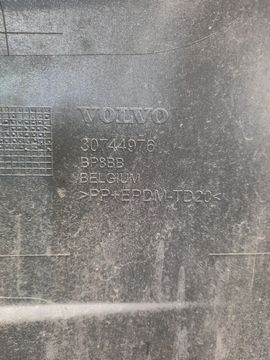 VOLVO
30744976
BP8BB
BELGIUM
>PP+EPDM-TD20<